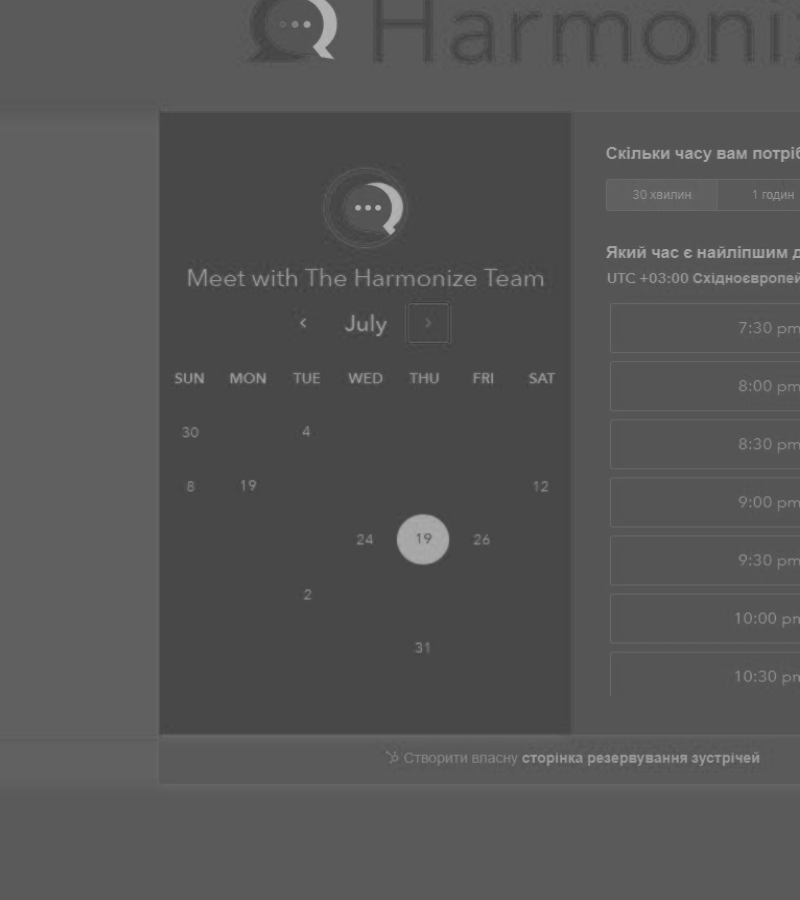 Harmoni
Meet with The Harmonize Team
July
SUN MON TUE WED THU FRI SAT
30 4
8 19 12
24 19 26
2
31
Скільки часу вам потріб
30 хвилин 1 годин
Який час є найліпшим д
UTC +03:00 Східноєвропей
7:30 pm
8:00 pm
8:30 pm
9:00 pm
9:30 pm
10:00 pm
10:30 pm
Створити власну сторінка резервування зустрічей